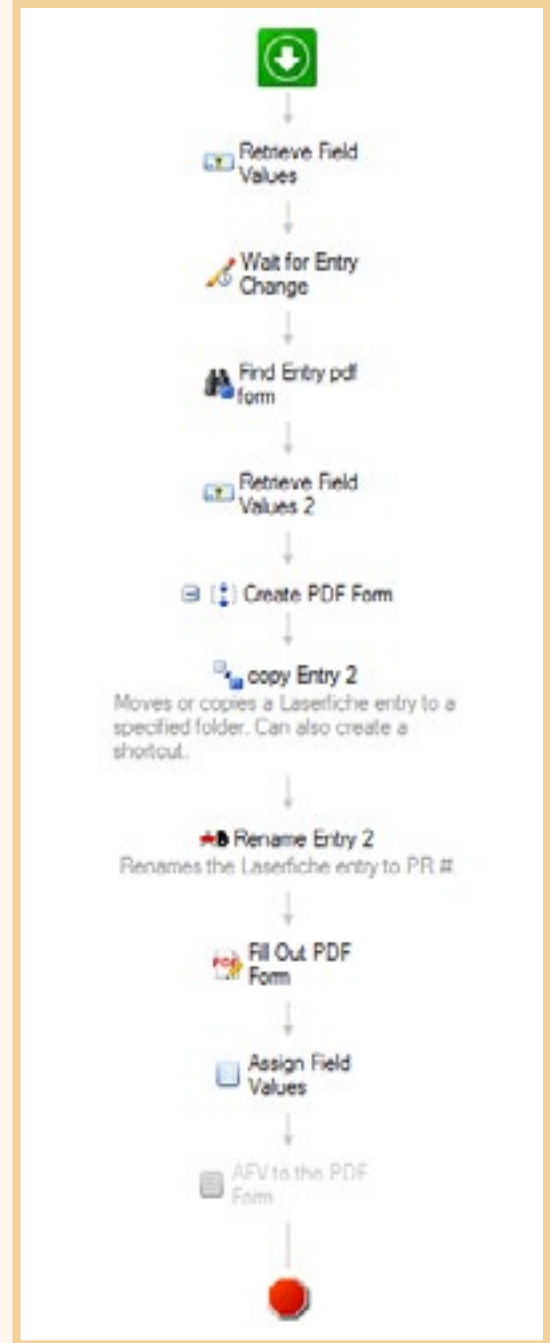 Retrieve Field
Values
Wait for Entry
Change
Find Entry pdf
form
Retrieve Field
Values 2
Create PDF Form
copy Entry 2
Moves or copies a Laserfiche entry to a
specified folder. Can also create a
shortcut.
Rename Entry 2
Renames the Laserfiche entry to PR #
Fill Out PDF
Form
Assign Field
Values
AFV to the PDF
Form